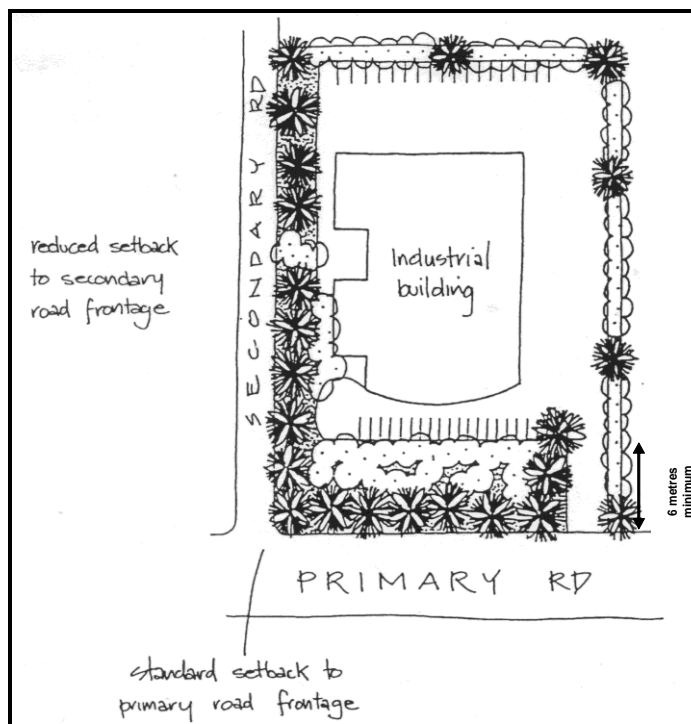 SECONDARY RD
reduced setback
to secondary
road frontage
Industrial
building
6 metres
minimum
PRIMARY RD
standard setback to
primary road frontage